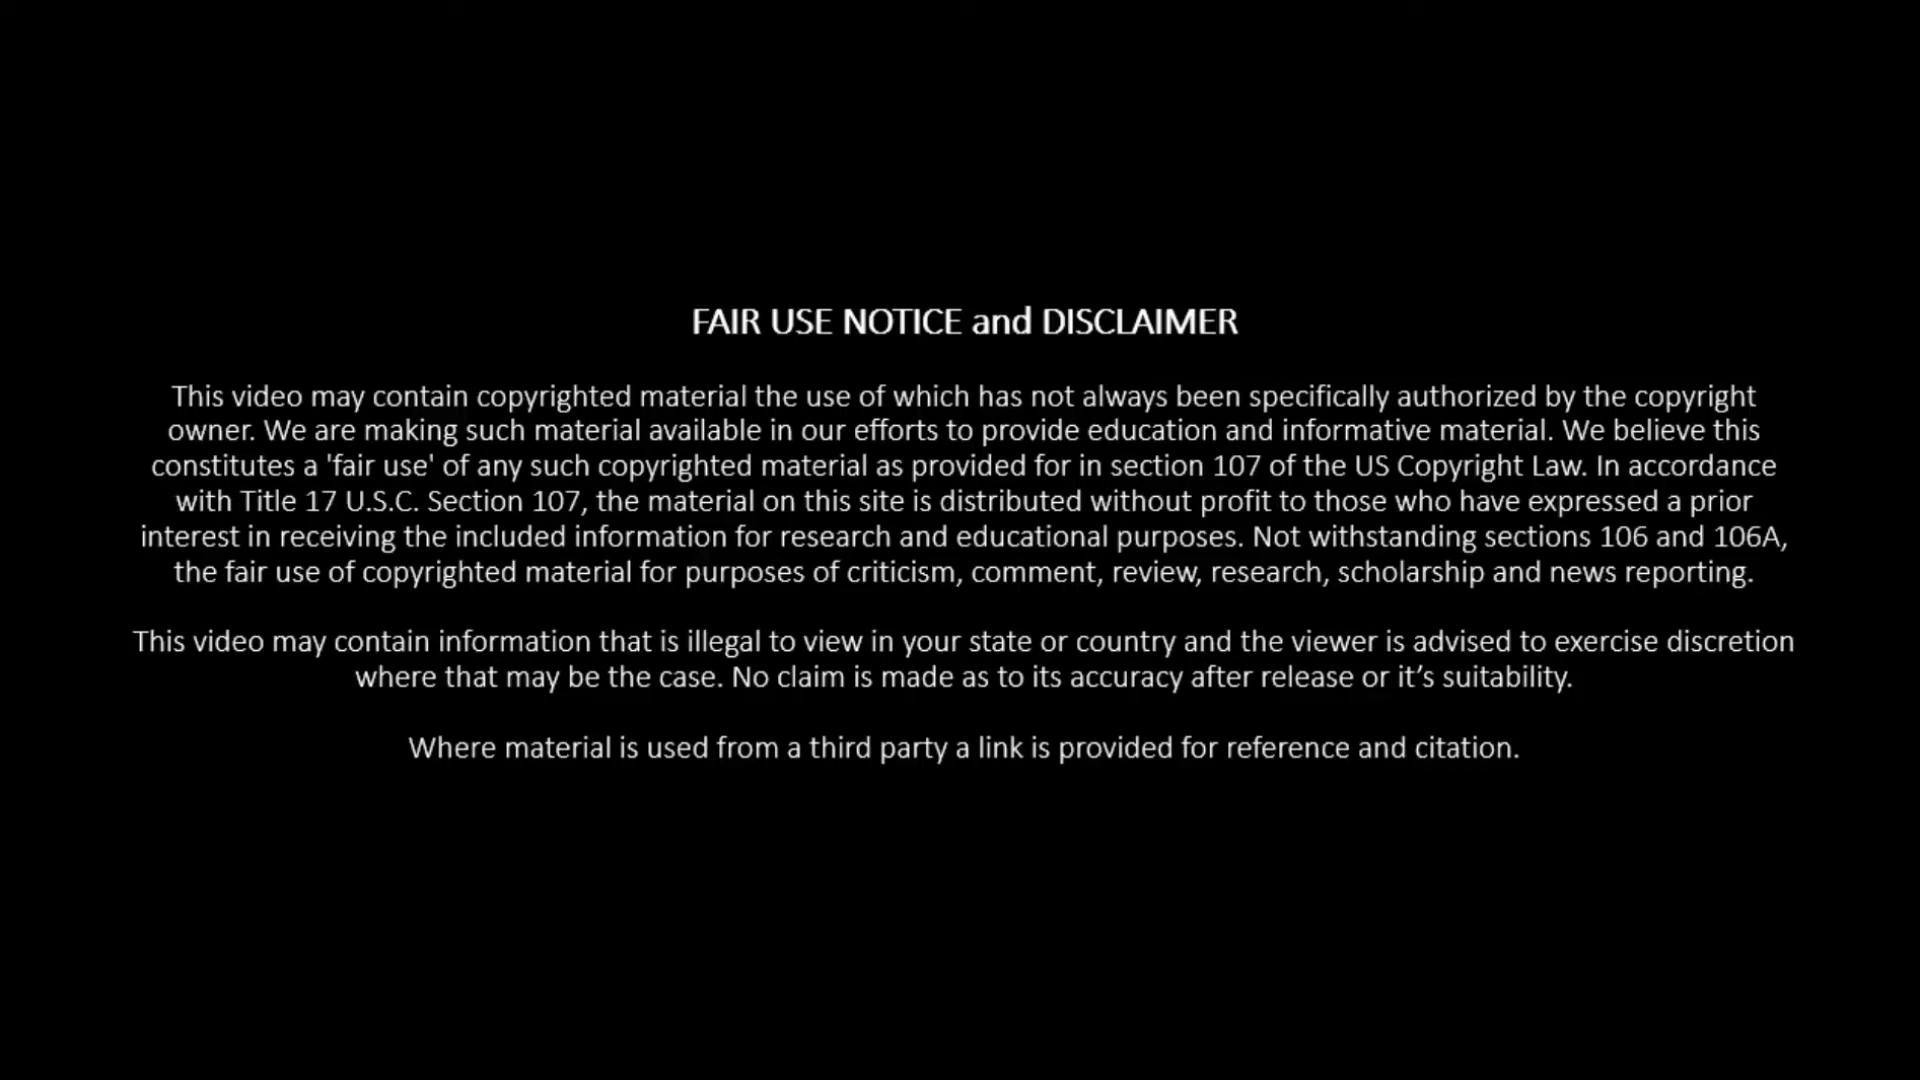 FAIR USE NOTICE and DISCLAIMER
This video may contain copyrighted material the use of which has not always been specifically authorized by the copyright
owner. We are making such material available in our efforts to provide education and informative material. We believe this
constitutes a 'fair use' of any such copyrighted material as provided for in section 107 of the US Copyright Law. In accordance
with Title 17 U.S.C. Section 107, the material on this site is distributed without profit to those who have expressed a prior
interest in receiving the included information for research and educational purposes. Not withstanding sections 106 and 106A,
the fair use of copyrighted material for purposes of criticism, comment, review, research, scholarship and news reporting.
This video may contain information that is illegal to view in your state or country and the viewer is advised to exercise discretion
where that may be the case. No claim is made as to its accuracy after release or it’s suitability.
Where material is used from a third party a link is provided for reference and citation.